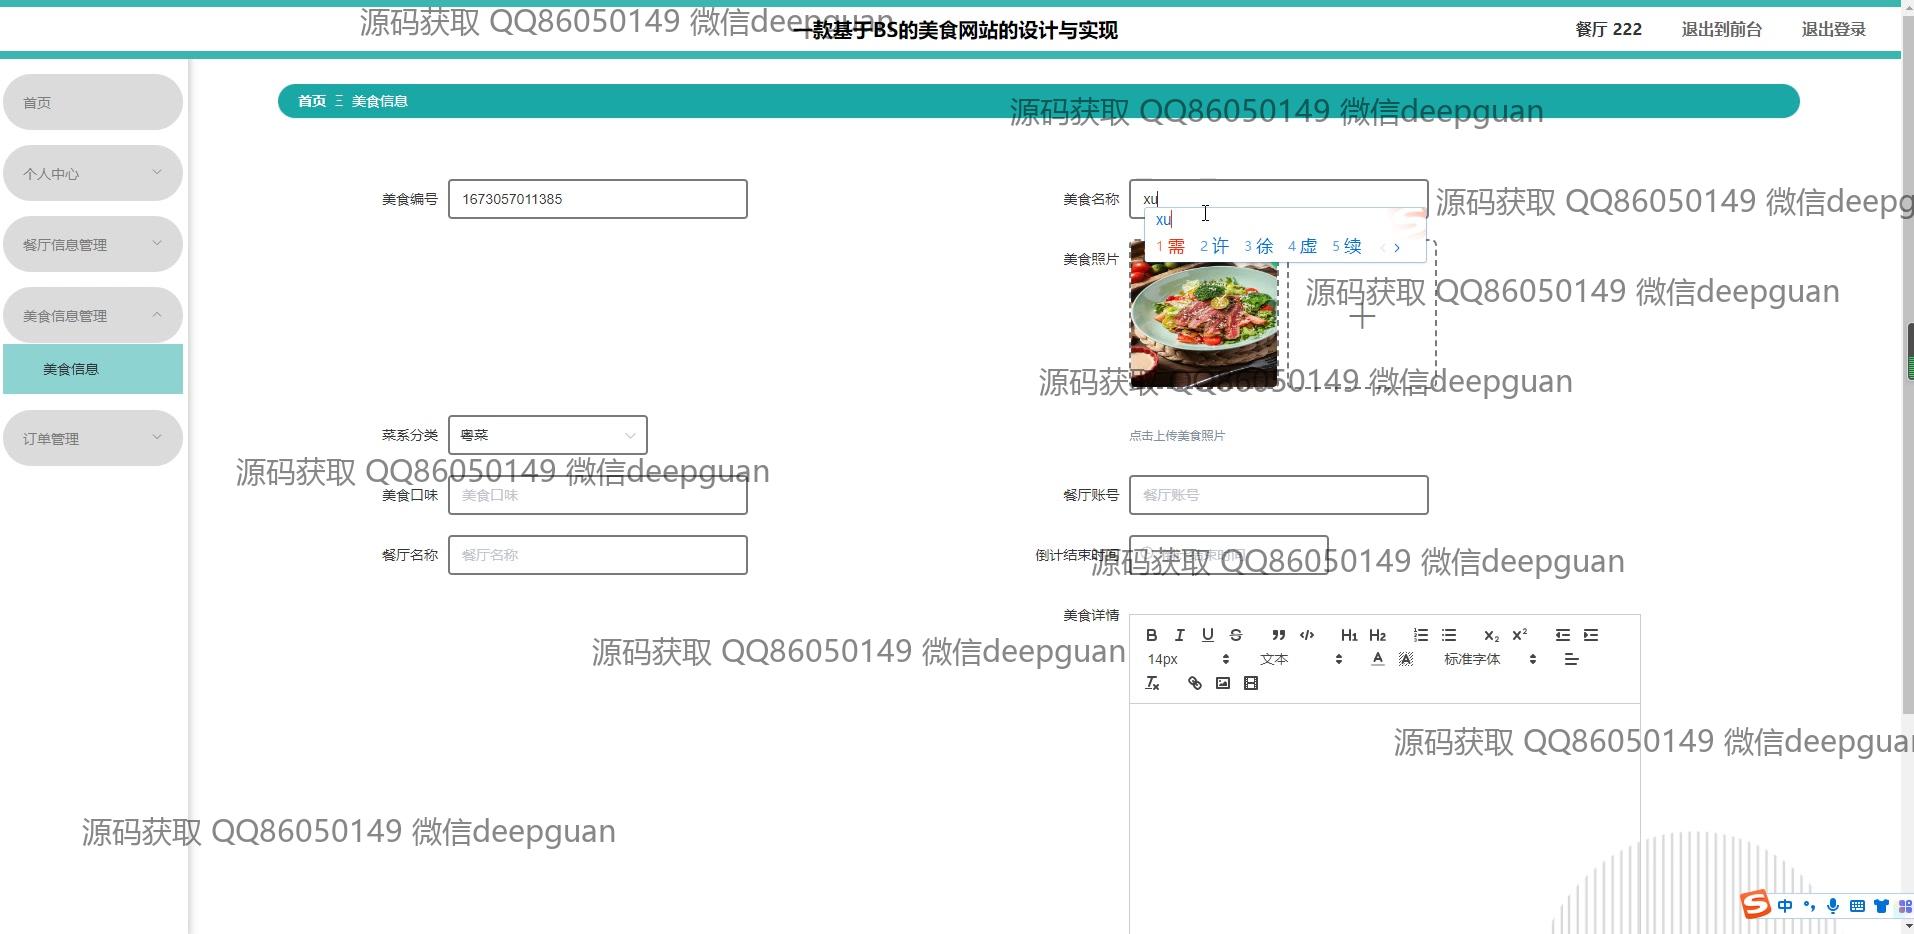 源码获取 QQ86050149 微信deepguan
一款基于BS的美食网站的设计与实现
餐厅 222
退出到前台
退出登录
首页
美食信息
源码获取 QQ86050149 微信deepguan
首页
个人中心
餐厅信息管理
美食信息管理
美食信息
订单管理
美食编号
1673057011385
美食名称
xu
源码获取 QQ86050149 微信deepg
xu
1 需 2 许 3 徐 4 虚 5 续
美食照片
源码获取 QQ86050149 微信deepguan
源码获取 QQ86050149 微信deepguan
菜系分类
粤菜
点击上传美食照片
源码获取 QQ86050149 微信deepguan
美食口味
美食口味
餐厅账号
餐厅账号
餐厅名称
餐厅名称
倒计结束时间
源码获取 QQ86050149 微信deepguan
美食详情
源码获取 QQ86050149 微信deepguan
B I U S H1 H2 X₂ X²
14px 文本 A A 标准字体
Tx
源码获取 QQ86050149 微信deepguan
源码获取 QQ86050149 微信deepguan
S 中